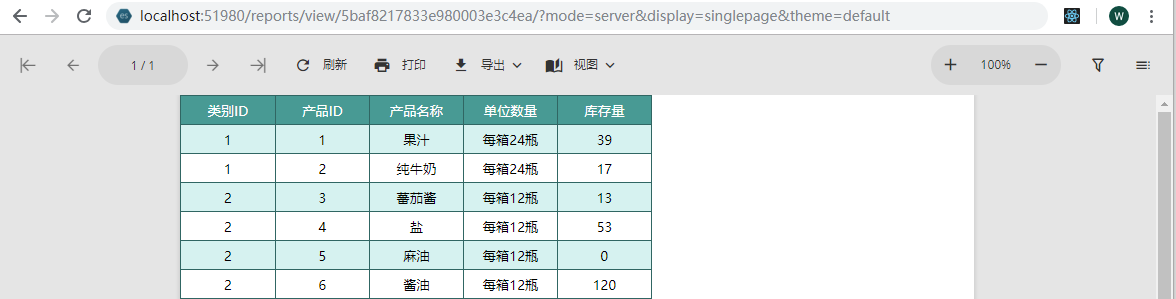 localhost:51980/reports/view/5baf8217833e980003e3c4ea/?mode=server&display=singlepage&theme=default
W
1 / 1 刷新 打印 导出 视图 100%
类别ID 产品ID 产品名称 单位数量 库存量
1 1 果汁 每箱24瓶 39
1 2 纯牛奶 每箱24瓶 17
2 3 蕃茄酱 每箱12瓶 13
2 4 盐 每箱12瓶 53
2 5 麻油 每箱12瓶 0
2 6 酱油 每箱12瓶 120